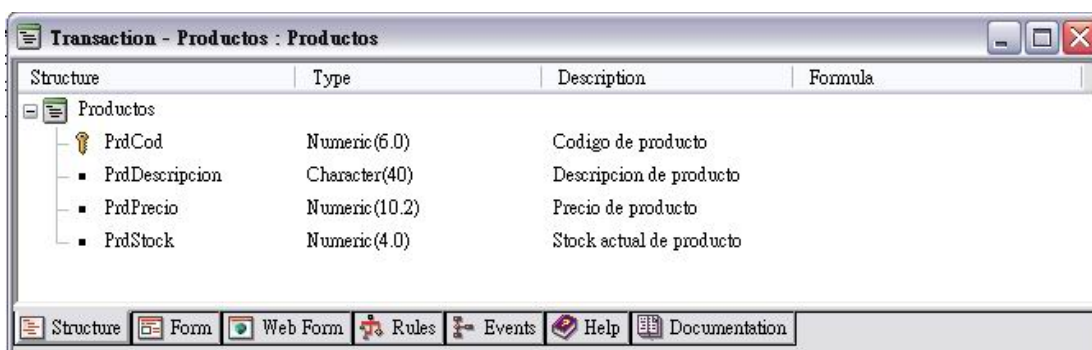 Transaction - Productos : Productos
Structure Type Description Formula
Productos
PrdCod Numeric(6.0) Codigo de producto
PrdDescripcion Character(40) Descripcion de producto
PrdPrecio Numeric(10.2) Precio de producto
PrdStock Numeric(4.0) Stock actual de producto
Structure Form Web Form Rules Events Help Documentation